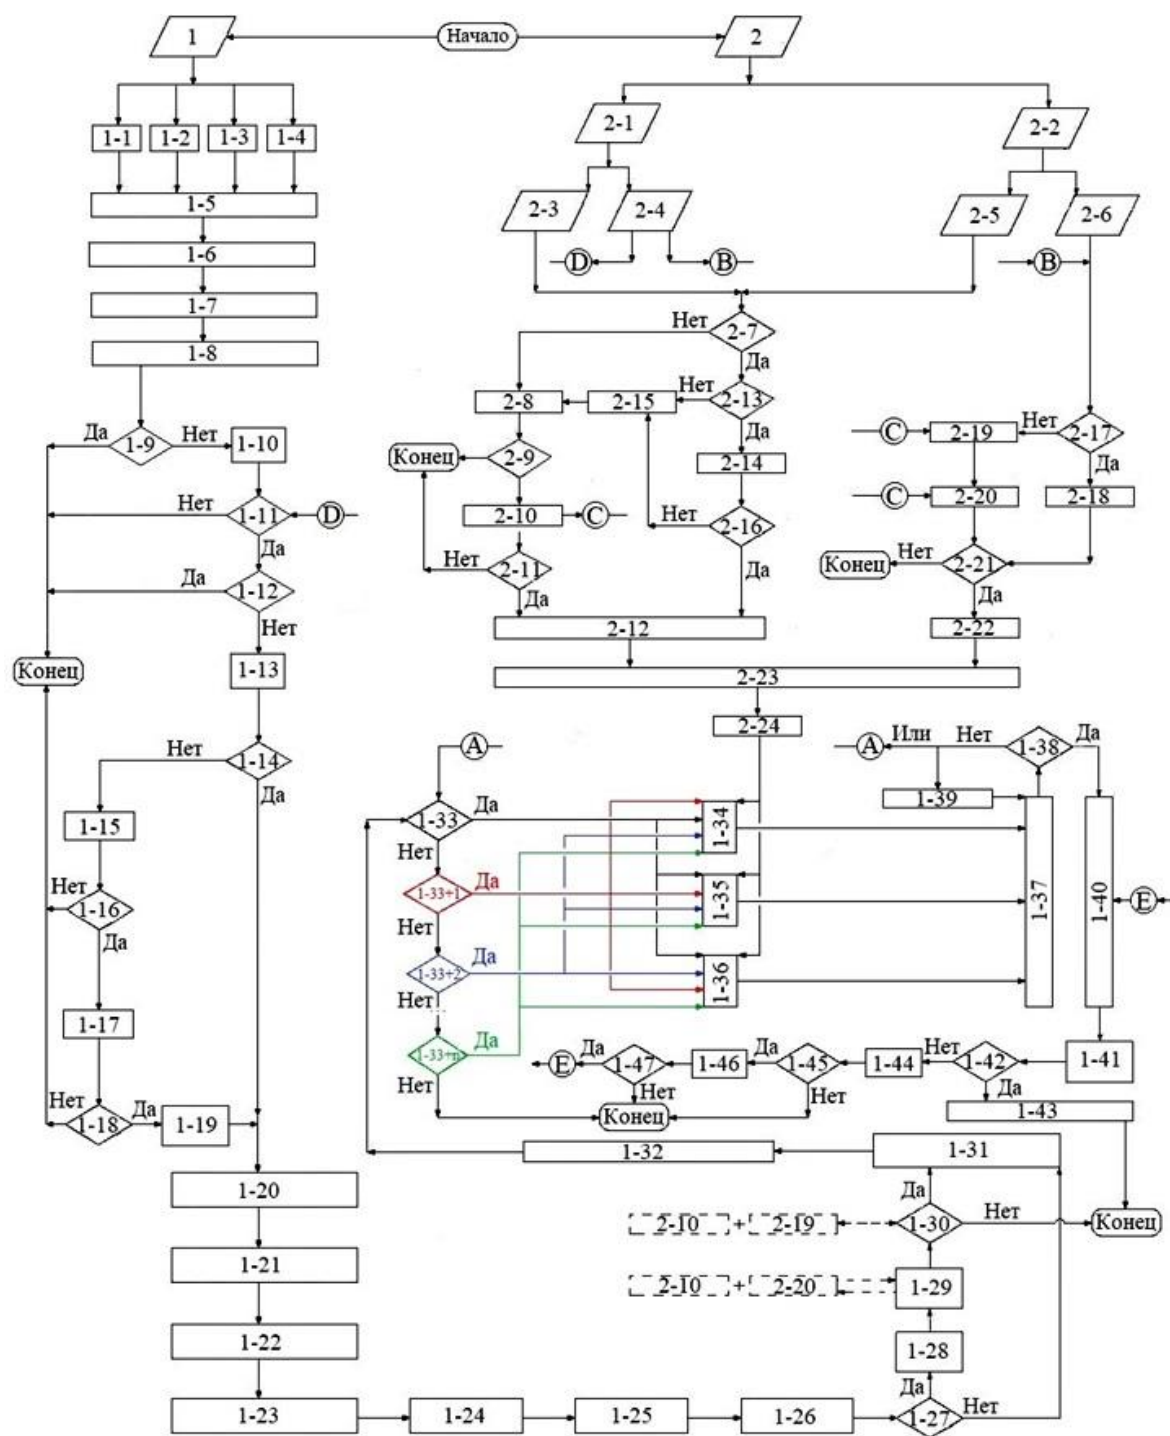 1 Начало 2
2-1 2-2
1-1 1-2 1-3 1-4
2-3 2-4 2-5 2-6
1-5
1-6
D B B
1-7
Нет 2-7
Да
1-8
Нет 2-13
2-8 2-15
Да
Да 1-9 Нет 1-10
C 2-19 Нет 2-17
Конец 2-9 2-14 Да
Нет 1-11 D
2-10 C Нет 2-16
C 2-20 2-18
Да
Да 1-12
Нет 2-11 Да
Конец Нет 2-21
Да Да
Нет
2-12 2-22
Конец 1-13
2-23
2-24
Нет 1-14
A A Или Нет 1-38 Да
Да
1-39
1-15
1-33 Да 1-34
Нет
Нет 1-16
1-33+1 Да 1-35 1-37 1-40 E
Да
Нет
1-33+2 Да 1-36
Нет
...
1-17
1-33+n Да
Нет
E Да 1-47 1-46 Да 1-45 1-44 Нет 1-42 1-41
Нет Нет Да
Нет 1-18 Да 1-19
Конец 1-43
1-32 1-31
1-20
Да
2-10 + 2-19 1-30 Нет Конец
1-21
2-10 + 2-20 1-29
1-22 1-28
Да
1-23 1-24 1-25 1-26 1-27 Нет